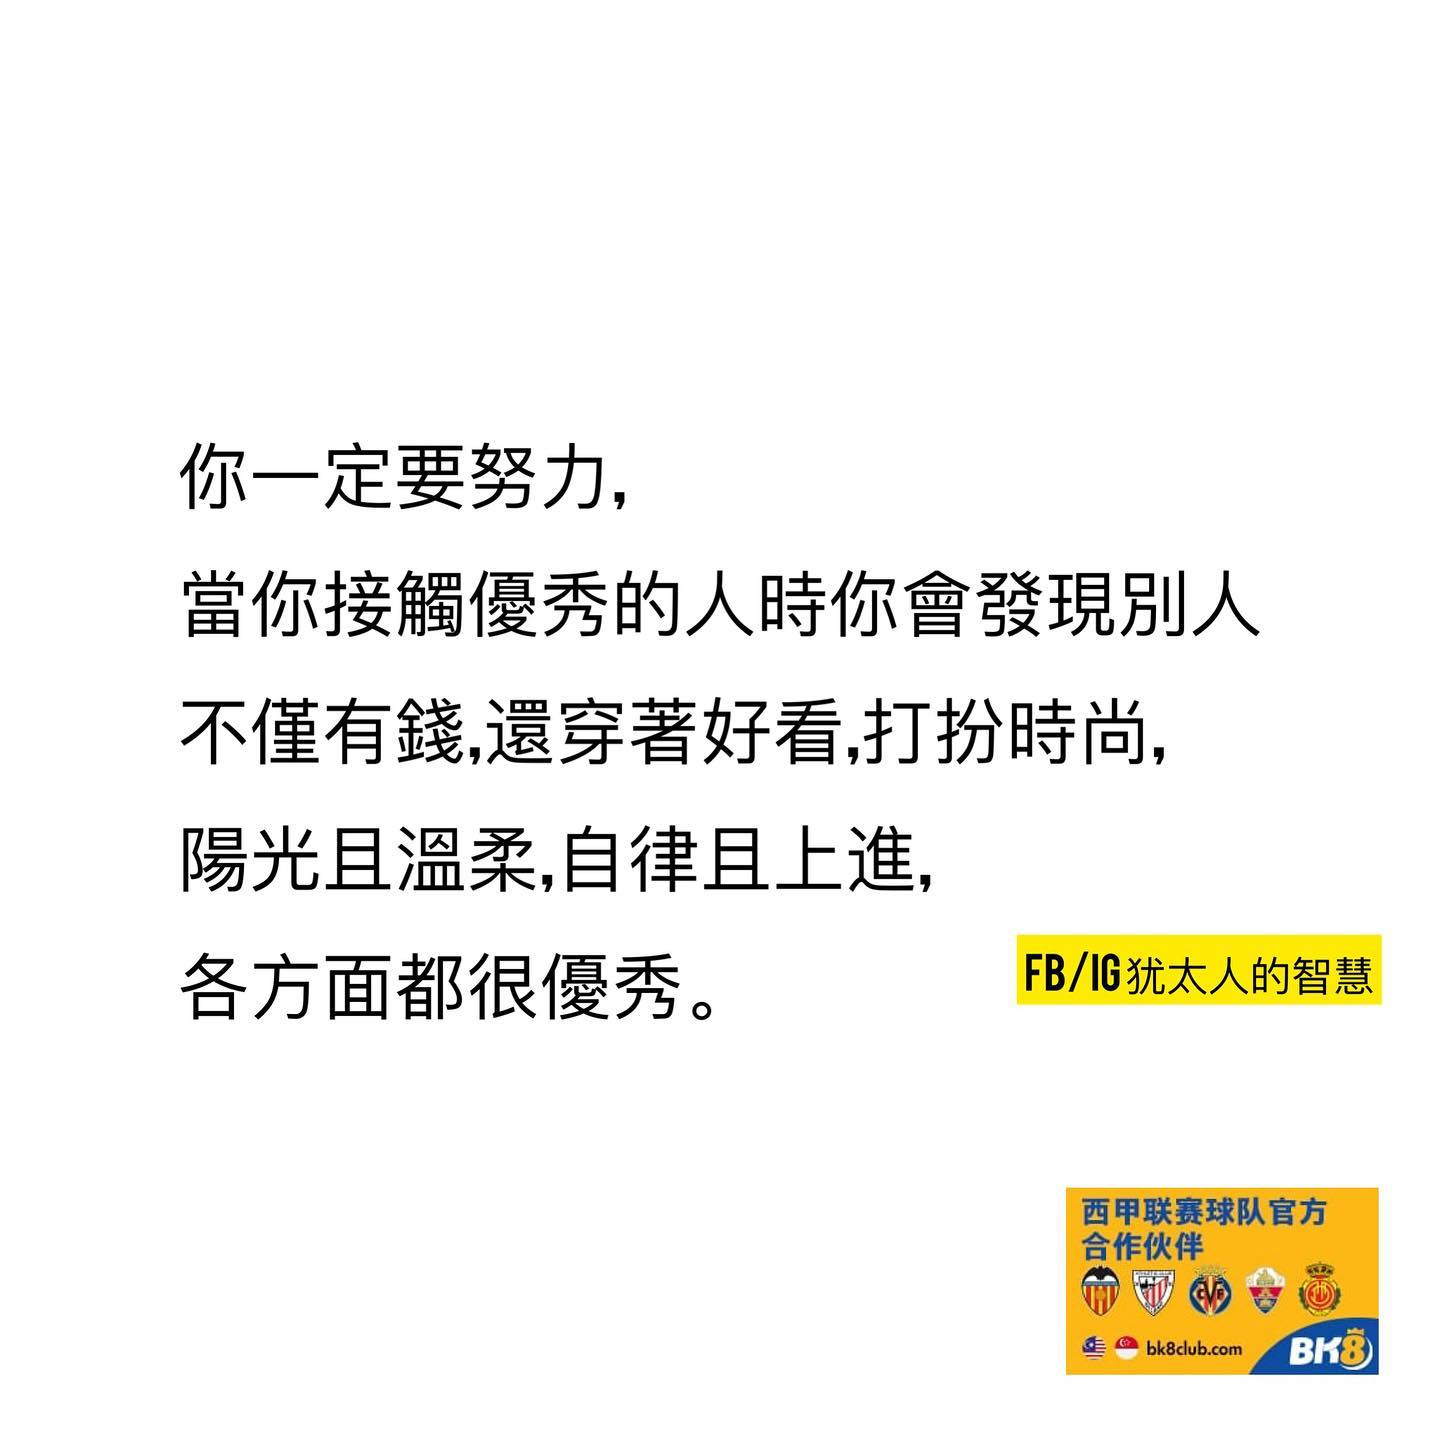 你一定要努力,
當你接觸優秀的人時你會發現別人
不僅有錢,還穿著好看,打扮時尚,
陽光且溫柔,自律且上進,
各方面都很優秀。
FB/IG犹太人的智慧
西甲联赛球队官方
合作伙伴
CVF
bk8club.com
BK8